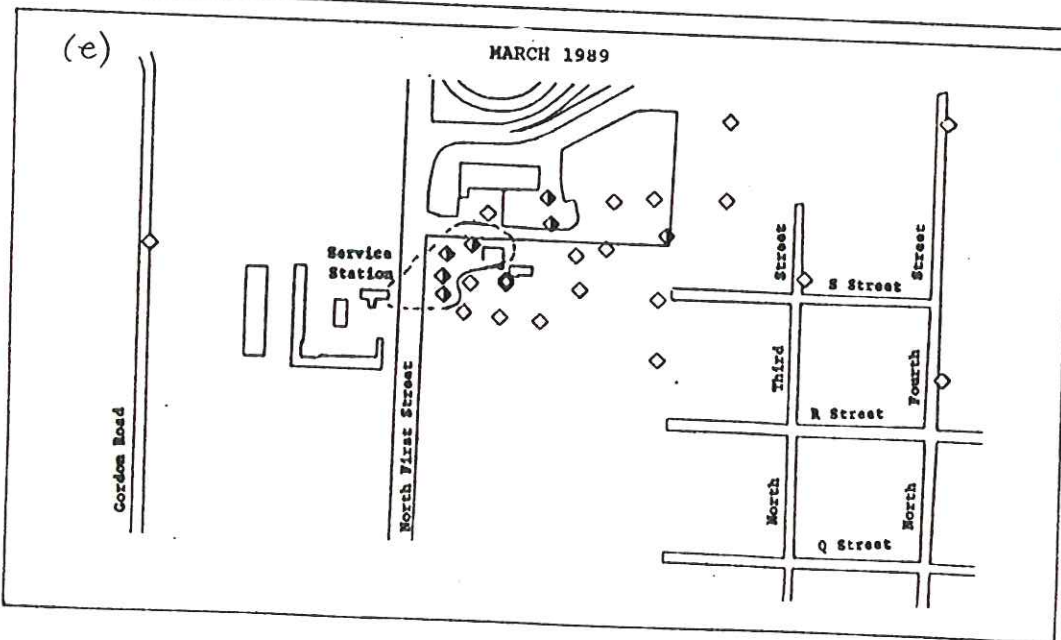 (e)
MARCH 1989
Service
Station
Gordon Road
North First Street
North Third Street
North Fourth Street
S Street
R Street
Q Street